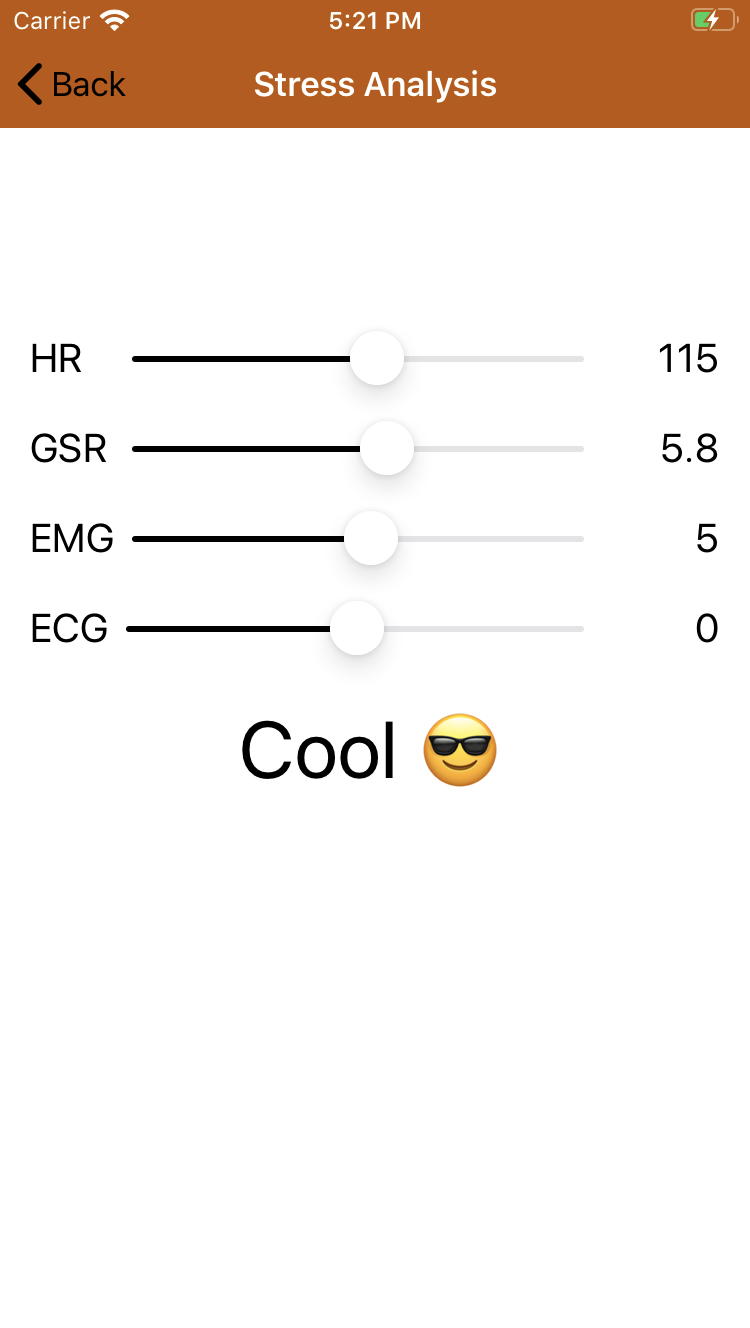 Carrier 5:21 PM
Back Stress Analysis
HR 115
GSR 5.8
EMG 5
ECG 0
Cool 😎